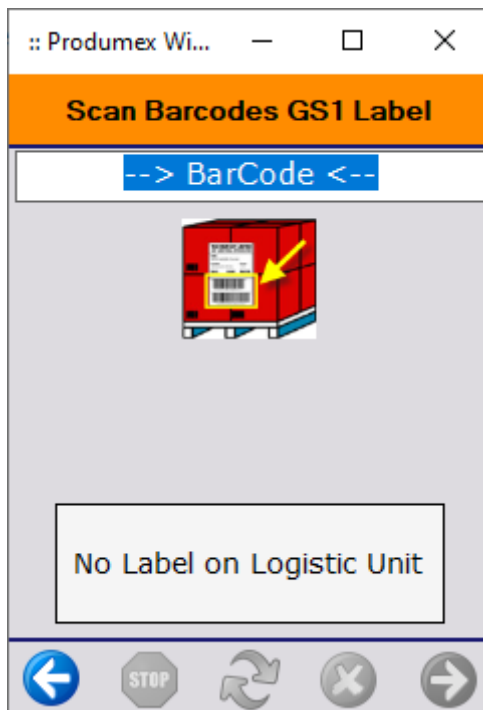 :: Produmex Wi...
Scan Barcodes GS1 Label
--> BarCode <--
No Label on Logistic Unit
STOP